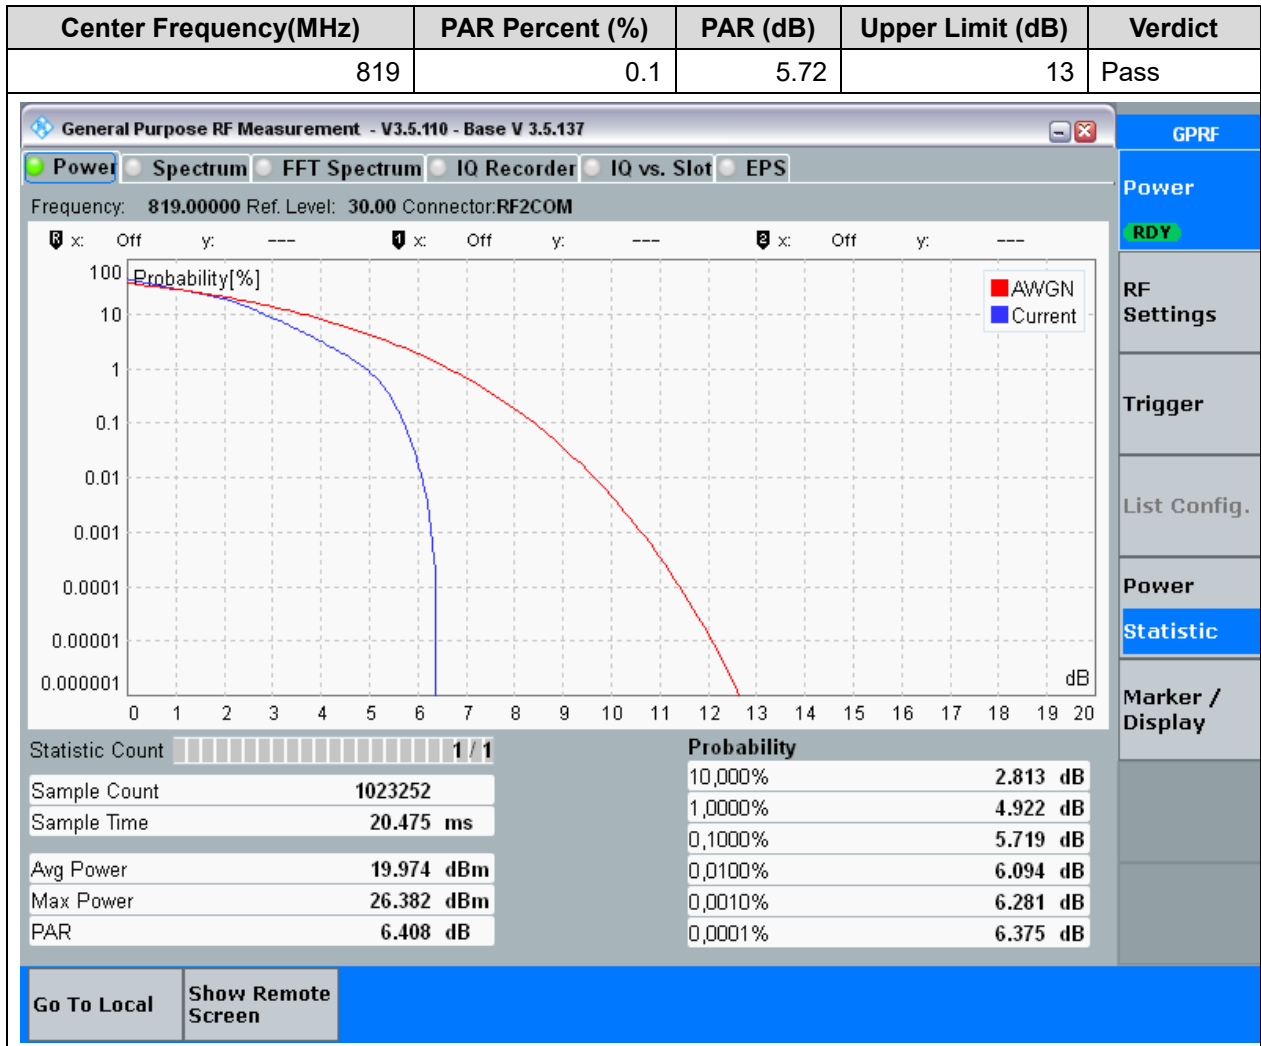 Center Frequency(MHz) PAR Percent (%) PAR (dB) Upper Limit (dB) Verdict
819 0.1 5.72 13 Pass
General Purpose RF Measurement - V3.5.110 - Base V 3.5.137
GPRF
Power Spectrum FFT Spectrum IQ Recorder IQ vs. Slot EPS
Power
RDY
Frequency: 819.00000 Ref. Level: 30.00 Connector:RF2COM
R x: Off y: --- 1 x: Off y: --- 2 x: Off y: ---
Probability[%]
AWGN
Current
100
10
1
0.1
0.01
0.001
0.0001
0.00001
0.000001
dB
0 1 2 3 4 5 6 7 8 9 10 11 12 13 14 15 16 17 18 19 20
RF
Settings
Trigger
List Config.
Power
Statistic
Marker /
Display
Statistic Count 1 / 1
Sample Count 1023252
Sample Time 20.475 ms
Avg Power 19.974 dBm
Max Power 26.382 dBm
PAR 6.408 dB
Probability
10,000% 2.813 dB
1,0000% 4.922 dB
0,1000% 5.719 dB
0,0100% 6.094 dB
0,0010% 6.281 dB
0,0001% 6.375 dB
Go To Local
Show Remote
Screen